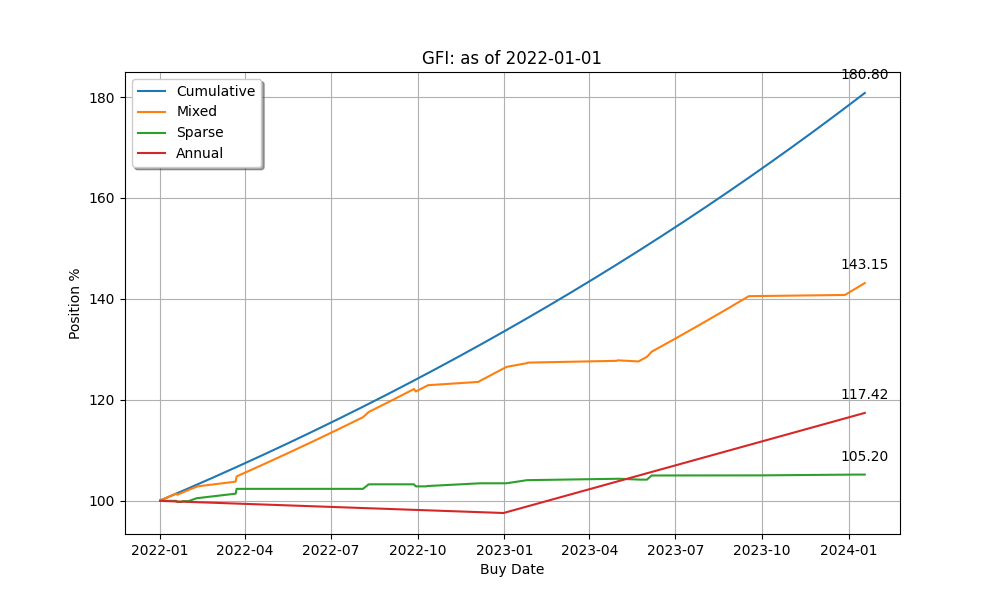 GFI: as of 2022-01-01
Cumulative
Mixed
Sparse
Annual
180.80
143.15
117.42
105.20
180
160
140
120
100
Position %
2022-01 2022-04 2022-07 2022-10 2023-01 2023-04 2023-07 2023-10 2024-01
Buy Date